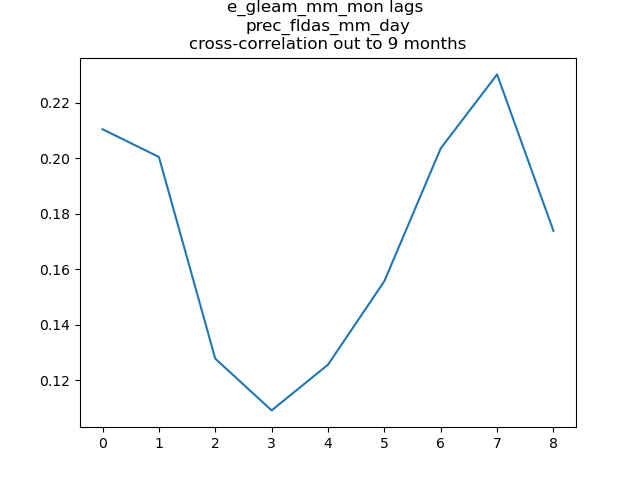 e_gleam_mm_mon lags
prec_fldas_mm_day
cross-correlation out to 9 months
0.22
0.20
0.18
0.16
0.14
0.12
0 1 2 3 4 5 6 7 8